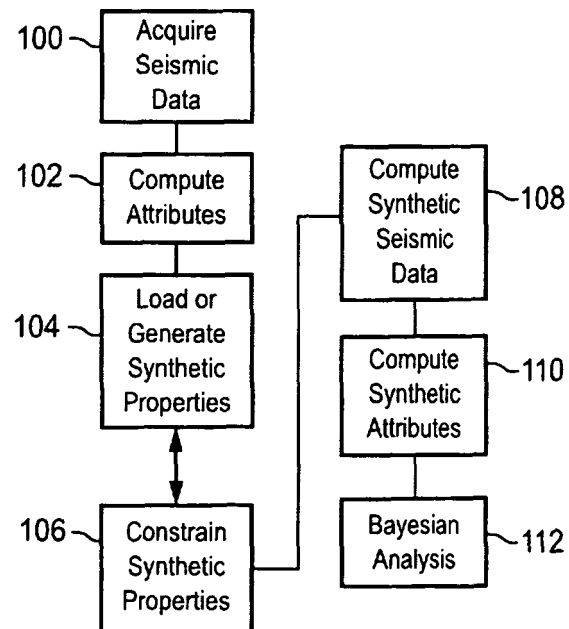 100
Acquire
Seismic
Data
102
Compute
Attributes
104
Load or
Generate
Synthetic
Properties
106
Constrain
Synthetic
Properties
Compute
Synthetic
Seismic
Data
108
Compute
Synthetic
Attributes
110
Bayesian
Analysis
112